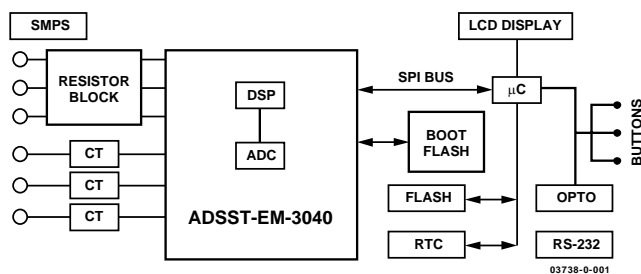 SMPS
LCD DISPLAY
RESISTOR
BLOCK
DSP
ADC
SPI BUS
μC
BUTTONS
BOOT
FLASH
CT
CT
CT
ADSST-EM-3040
FLASH
OPTO
RTC
RS-232
03738-0-001